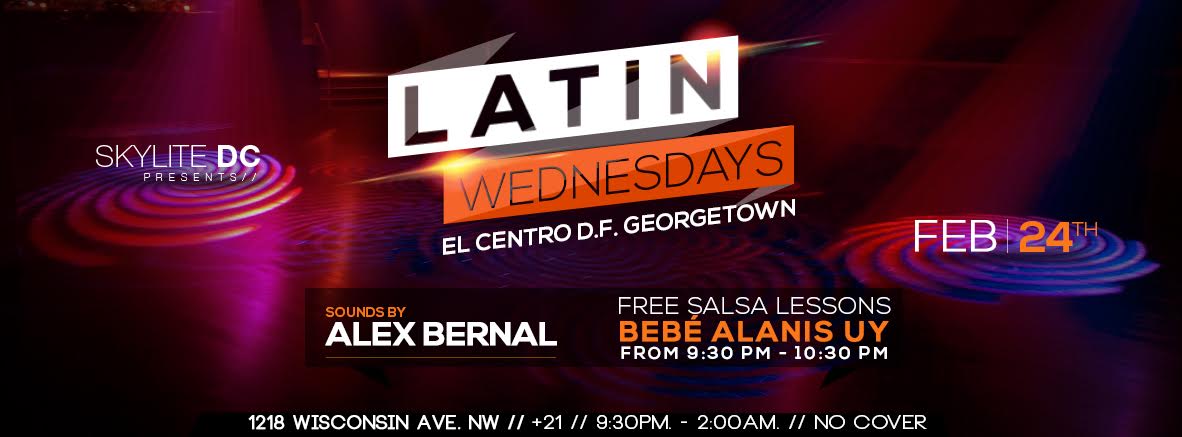 SKYLITE DC
PRESENTS//
LATIN
WEDNESDAYS
EL CENTRO D.F. GEORGETOWN
FEB | 24TH
SOUNDS BY
ALEX BERNAL
FREE SALSA LESSONS
BEBÉ ALANIS UY
FROM 9:30 PM - 10:30 PM
1218 WISCONSIN AVE. NW // +21 // 9:30PM. - 2:00AM. // NO COVER